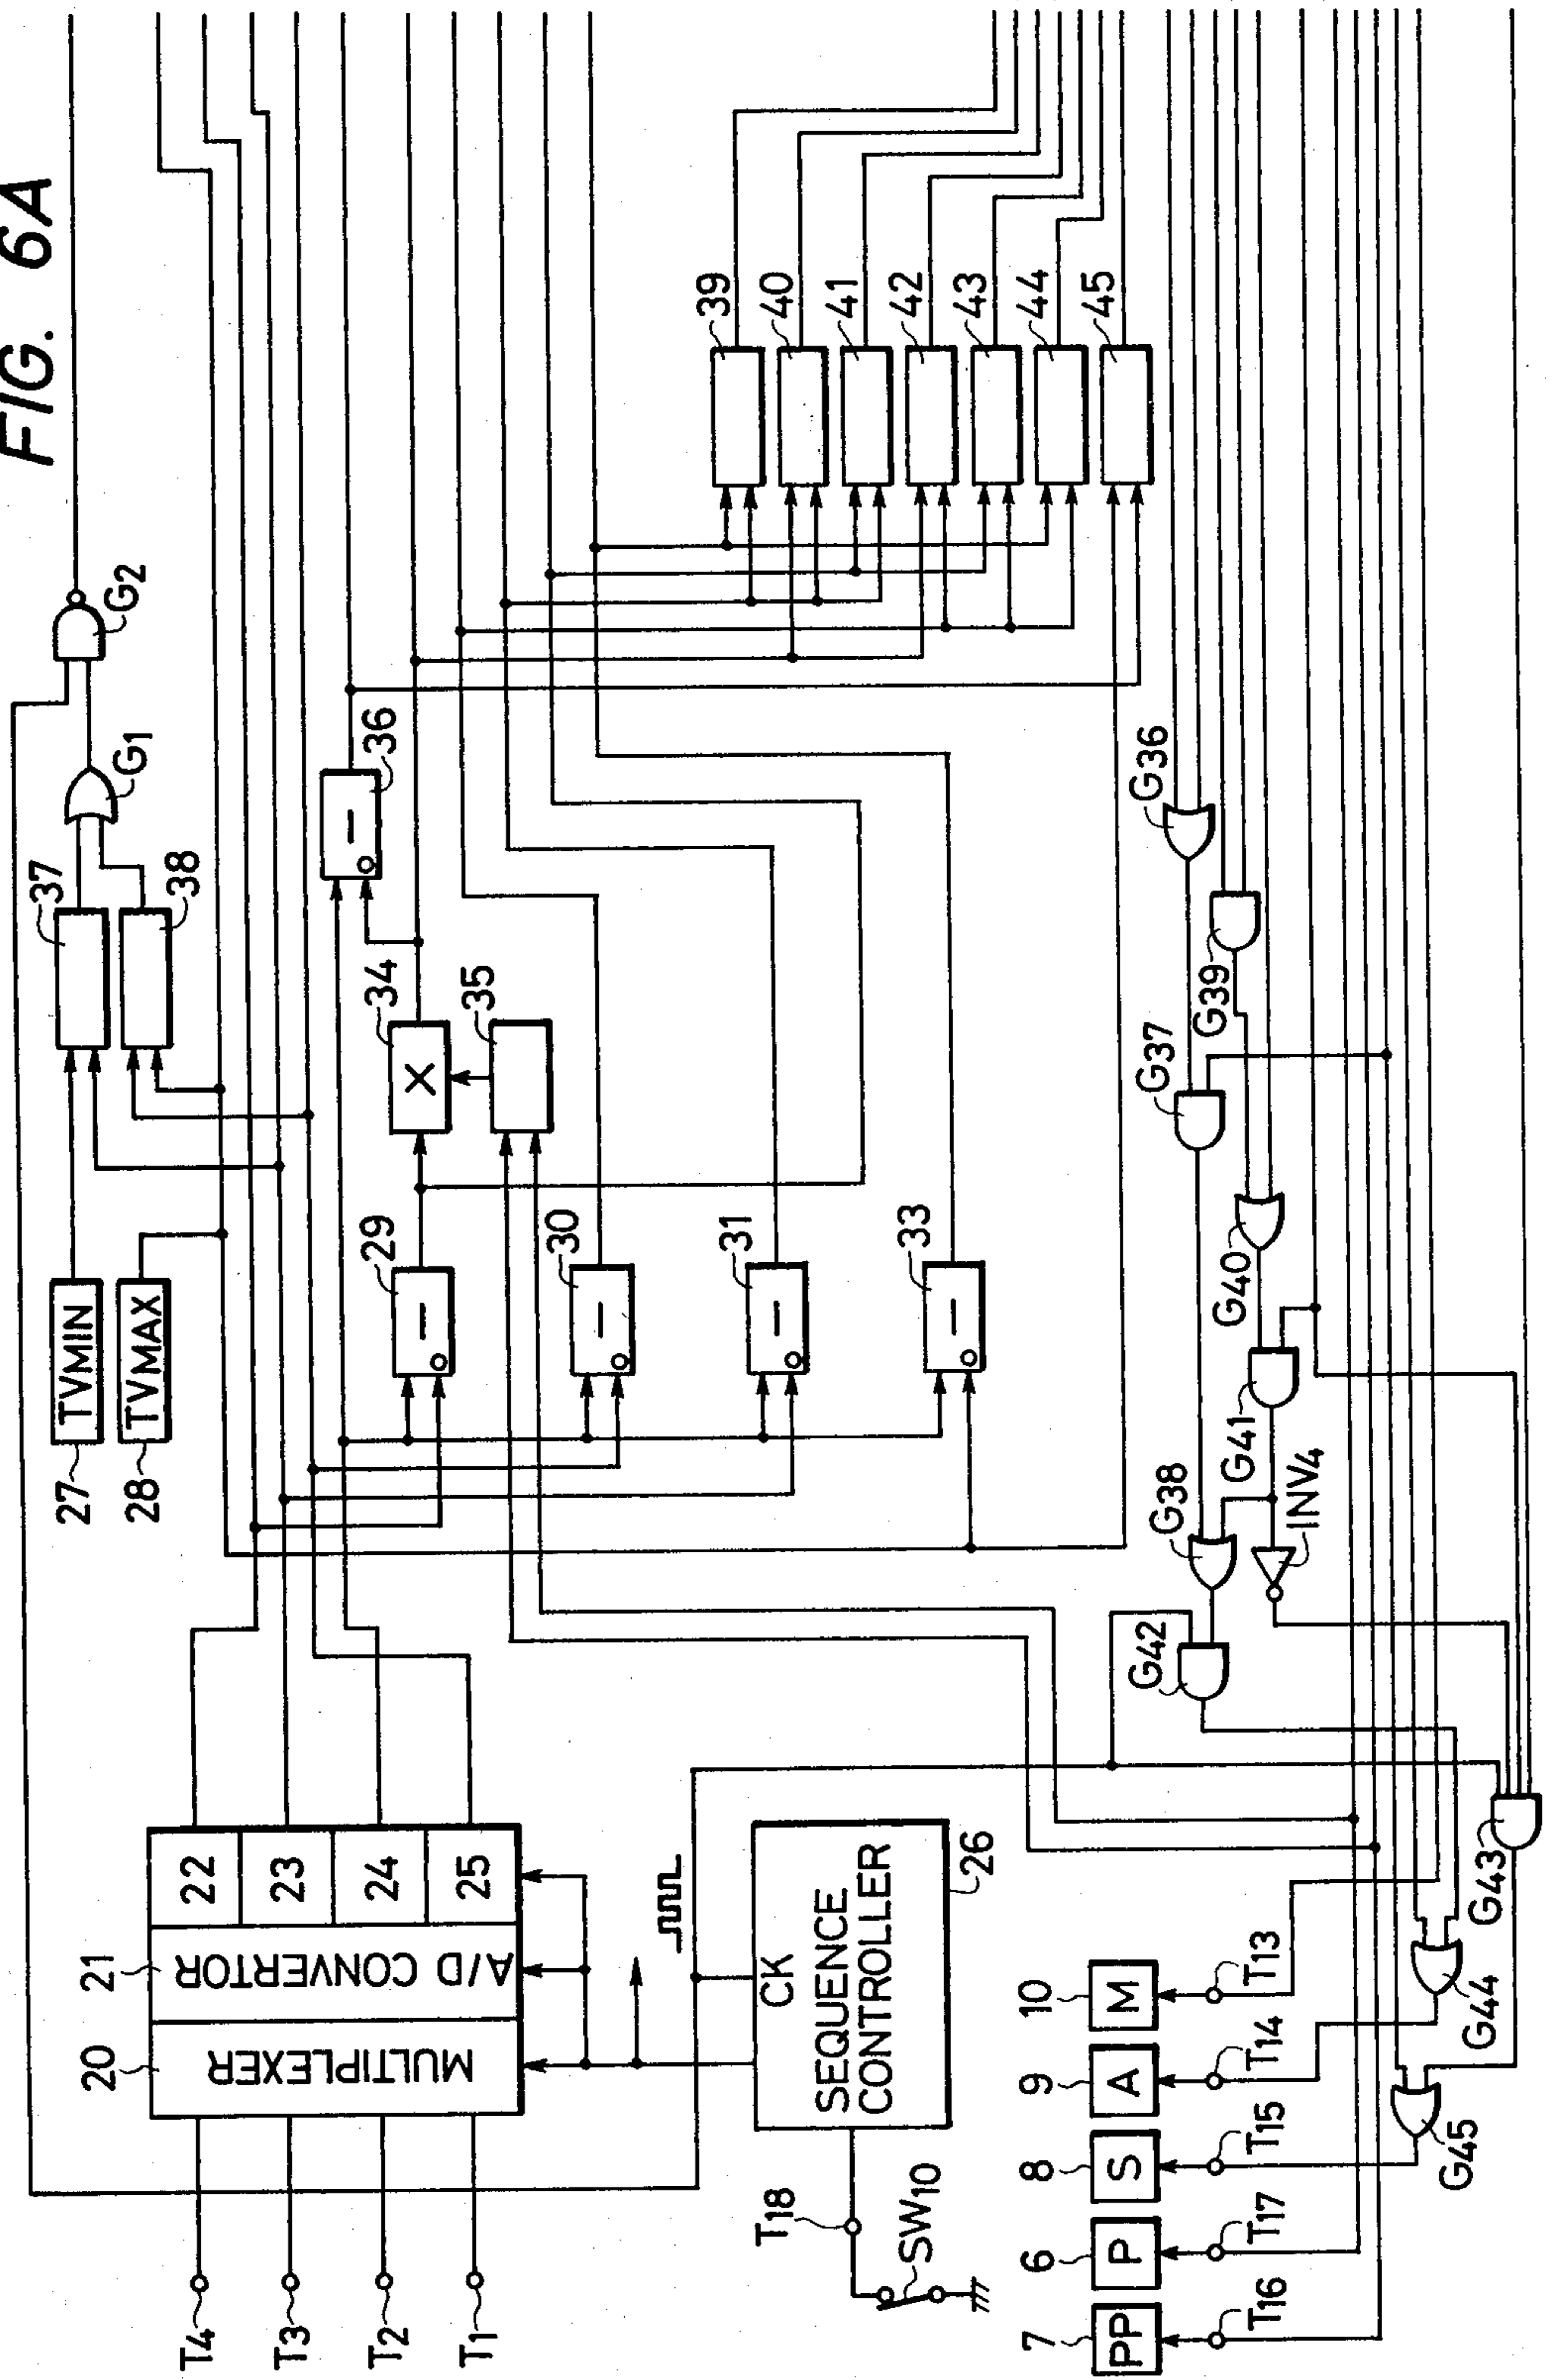 FIG. 6A
27
TVMIN
28
TVMAX
37
38
G1
G2
T4
T3
T2
T1
20
MULTIPLEXER
21
A/D CONVERTOR
22
23
24
25
29
30
31
33
34
X
35
36
39
40
41
42
43
44
45
CK
SEQUENCE
CONTROLLER
26
T18
SW10
G36
G37
G38
G39
G40
G41
INV4
G42
G43
G44
G45
7
PP
T16
6
P
T17
8
S
T15
9
A
T14
10
M
T13